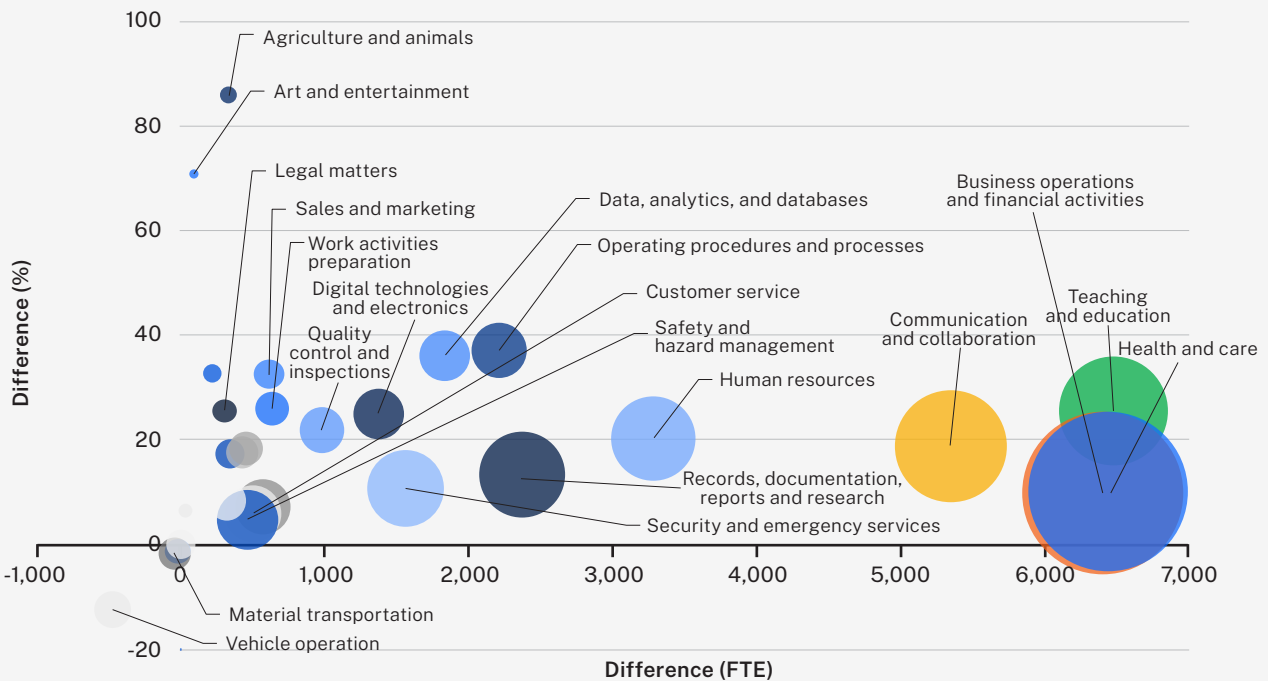 100
Agriculture and animals
Art and entertainment
80
Legal matters
Business operations
and financial activities
Sales and marketing
Data, analytics, and databases
60
Work activities
preparation
Operating procedures and processes
Digital technologies
and electronics
Customer service
Teaching
and education
Difference (%)
40
Quality
control and
inspections
Safety and
hazard management
Communication
and collaboration
Health and care
Human resources
20
Records, documentation,
reports and research
Security and emergency services
0
-1,000
0
1,000
2,000
3,000
4,000
5,000
6,000
7,000
Material transportation
Vehicle operation
-20
Difference (FTE)